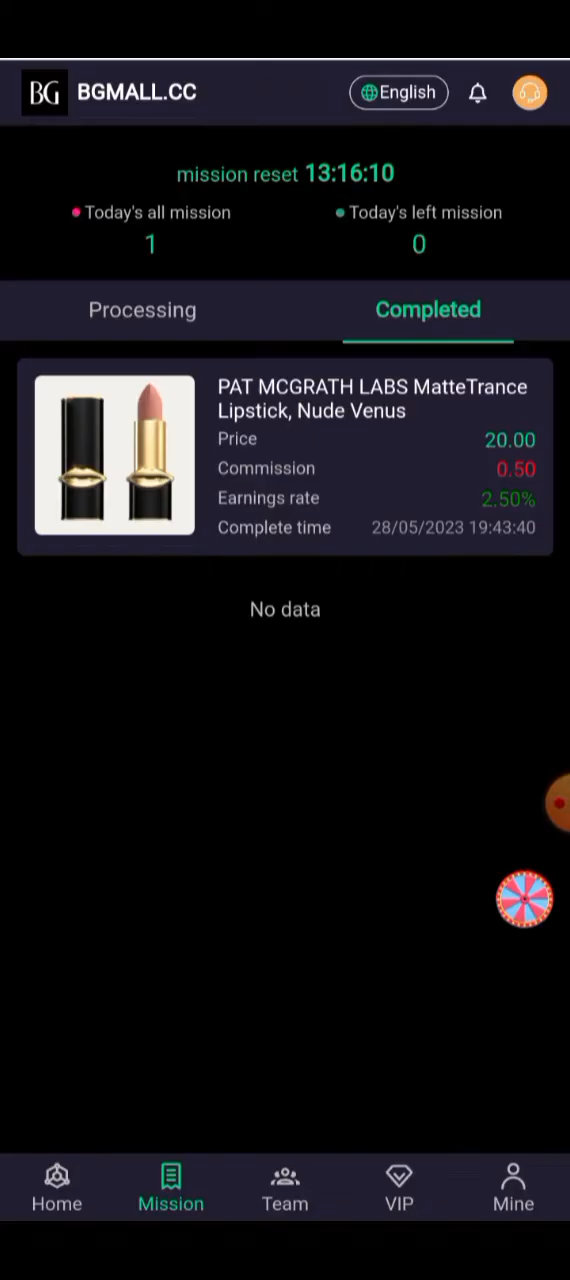 BG BGMALL.CC English
mission reset 13:16:10
Today's all mission Today's left mission
1 0
Processing Completed
PAT MCGRATH LABS MatteTrance
Lipstick, Nude Venus
Price 20.00
Commission 0.50
Earnings rate 2.50%
Complete time 28/05/2023 19:43:40
No data
Home Mission Team VIP Mine